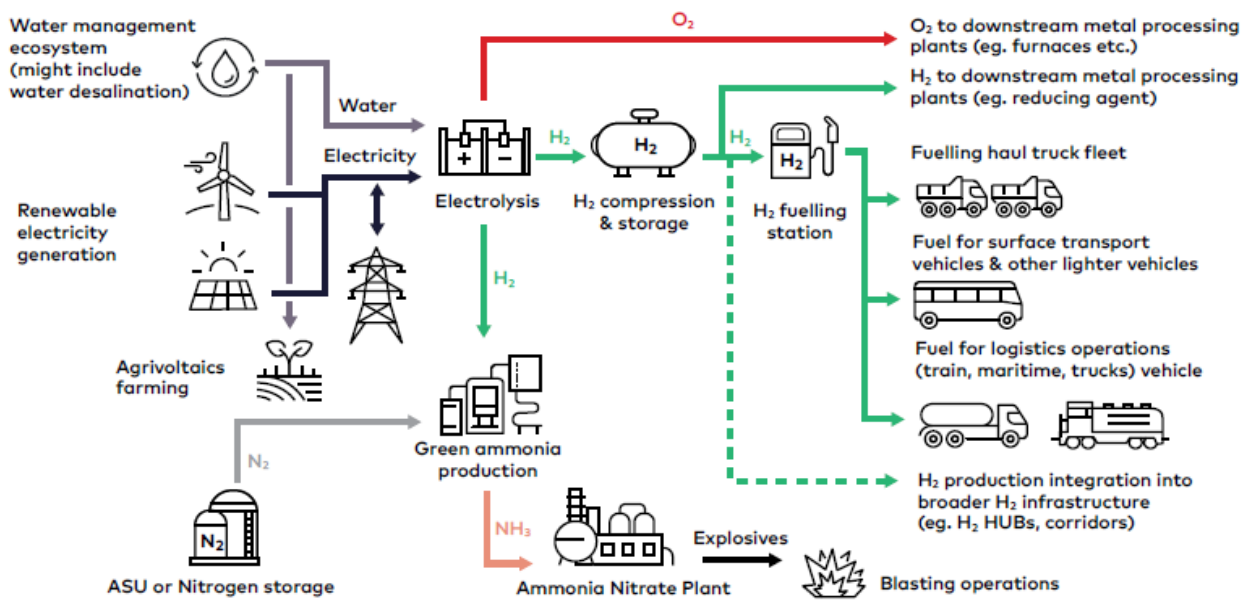 Water management
ecosystem
(might include
water desalination)
Water
O₂
O₂ to downstream metal processing
plants (eg. furnaces etc.)
H₂ to downstream metal processing
plants (eg. reducing agent)
Renewable
electricity
generation
Electricity
+ −
Electrolysis
H₂
H₂
H₂ compression
& storage
H₂
H₂
H₂ fuelling
station
Fuelling haul truck fleet
Fuel for surface transport
vehicles & other lighter vehicles
Fuel for logistics operations
(train, maritime, trucks) vehicle
H₂ production integration into
broader H₂ infrastructure
(eg. H₂ HUBs, corridors)
Agrivoltaics
farming
H₂
Green ammonia
production
N₂
N₂
ASU or Nitrogen storage
NH₃
Ammonia Nitrate Plant
Explosives
Blasting operations